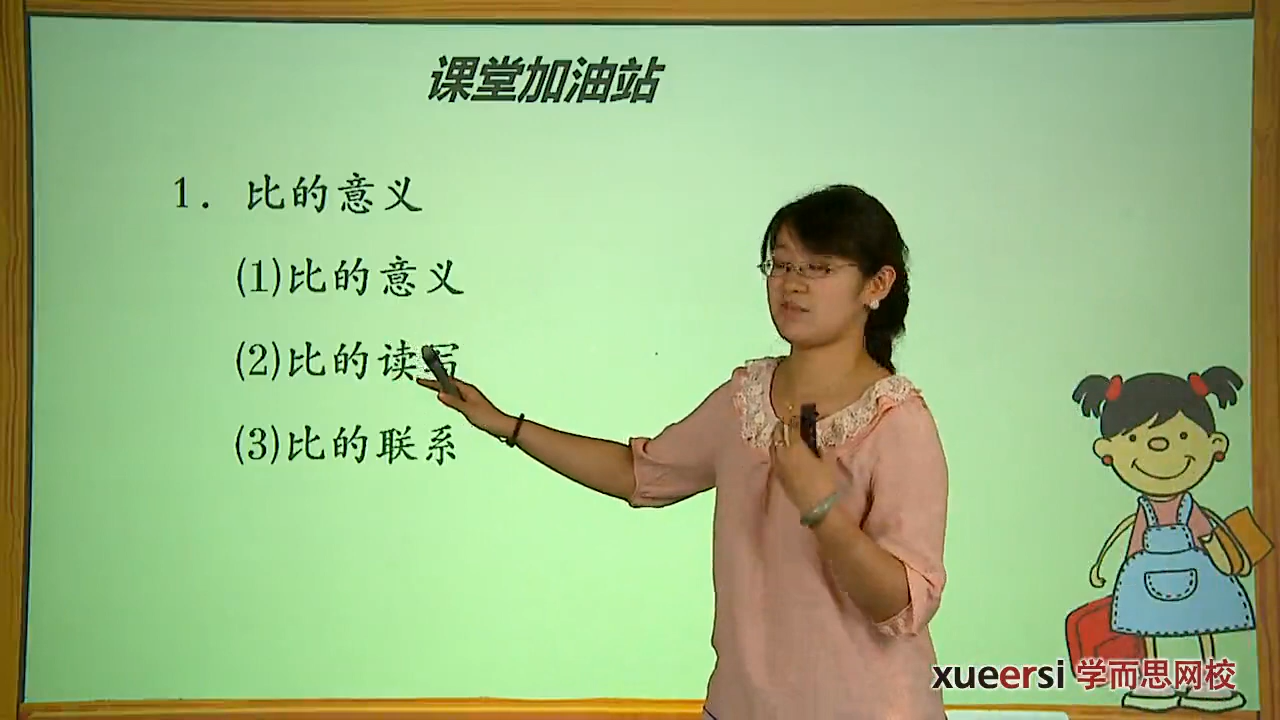 课堂加油站
1. 比的意义
(1)比的意义
(2)比的读写
(3)比的联系
xueersi 学而思网校